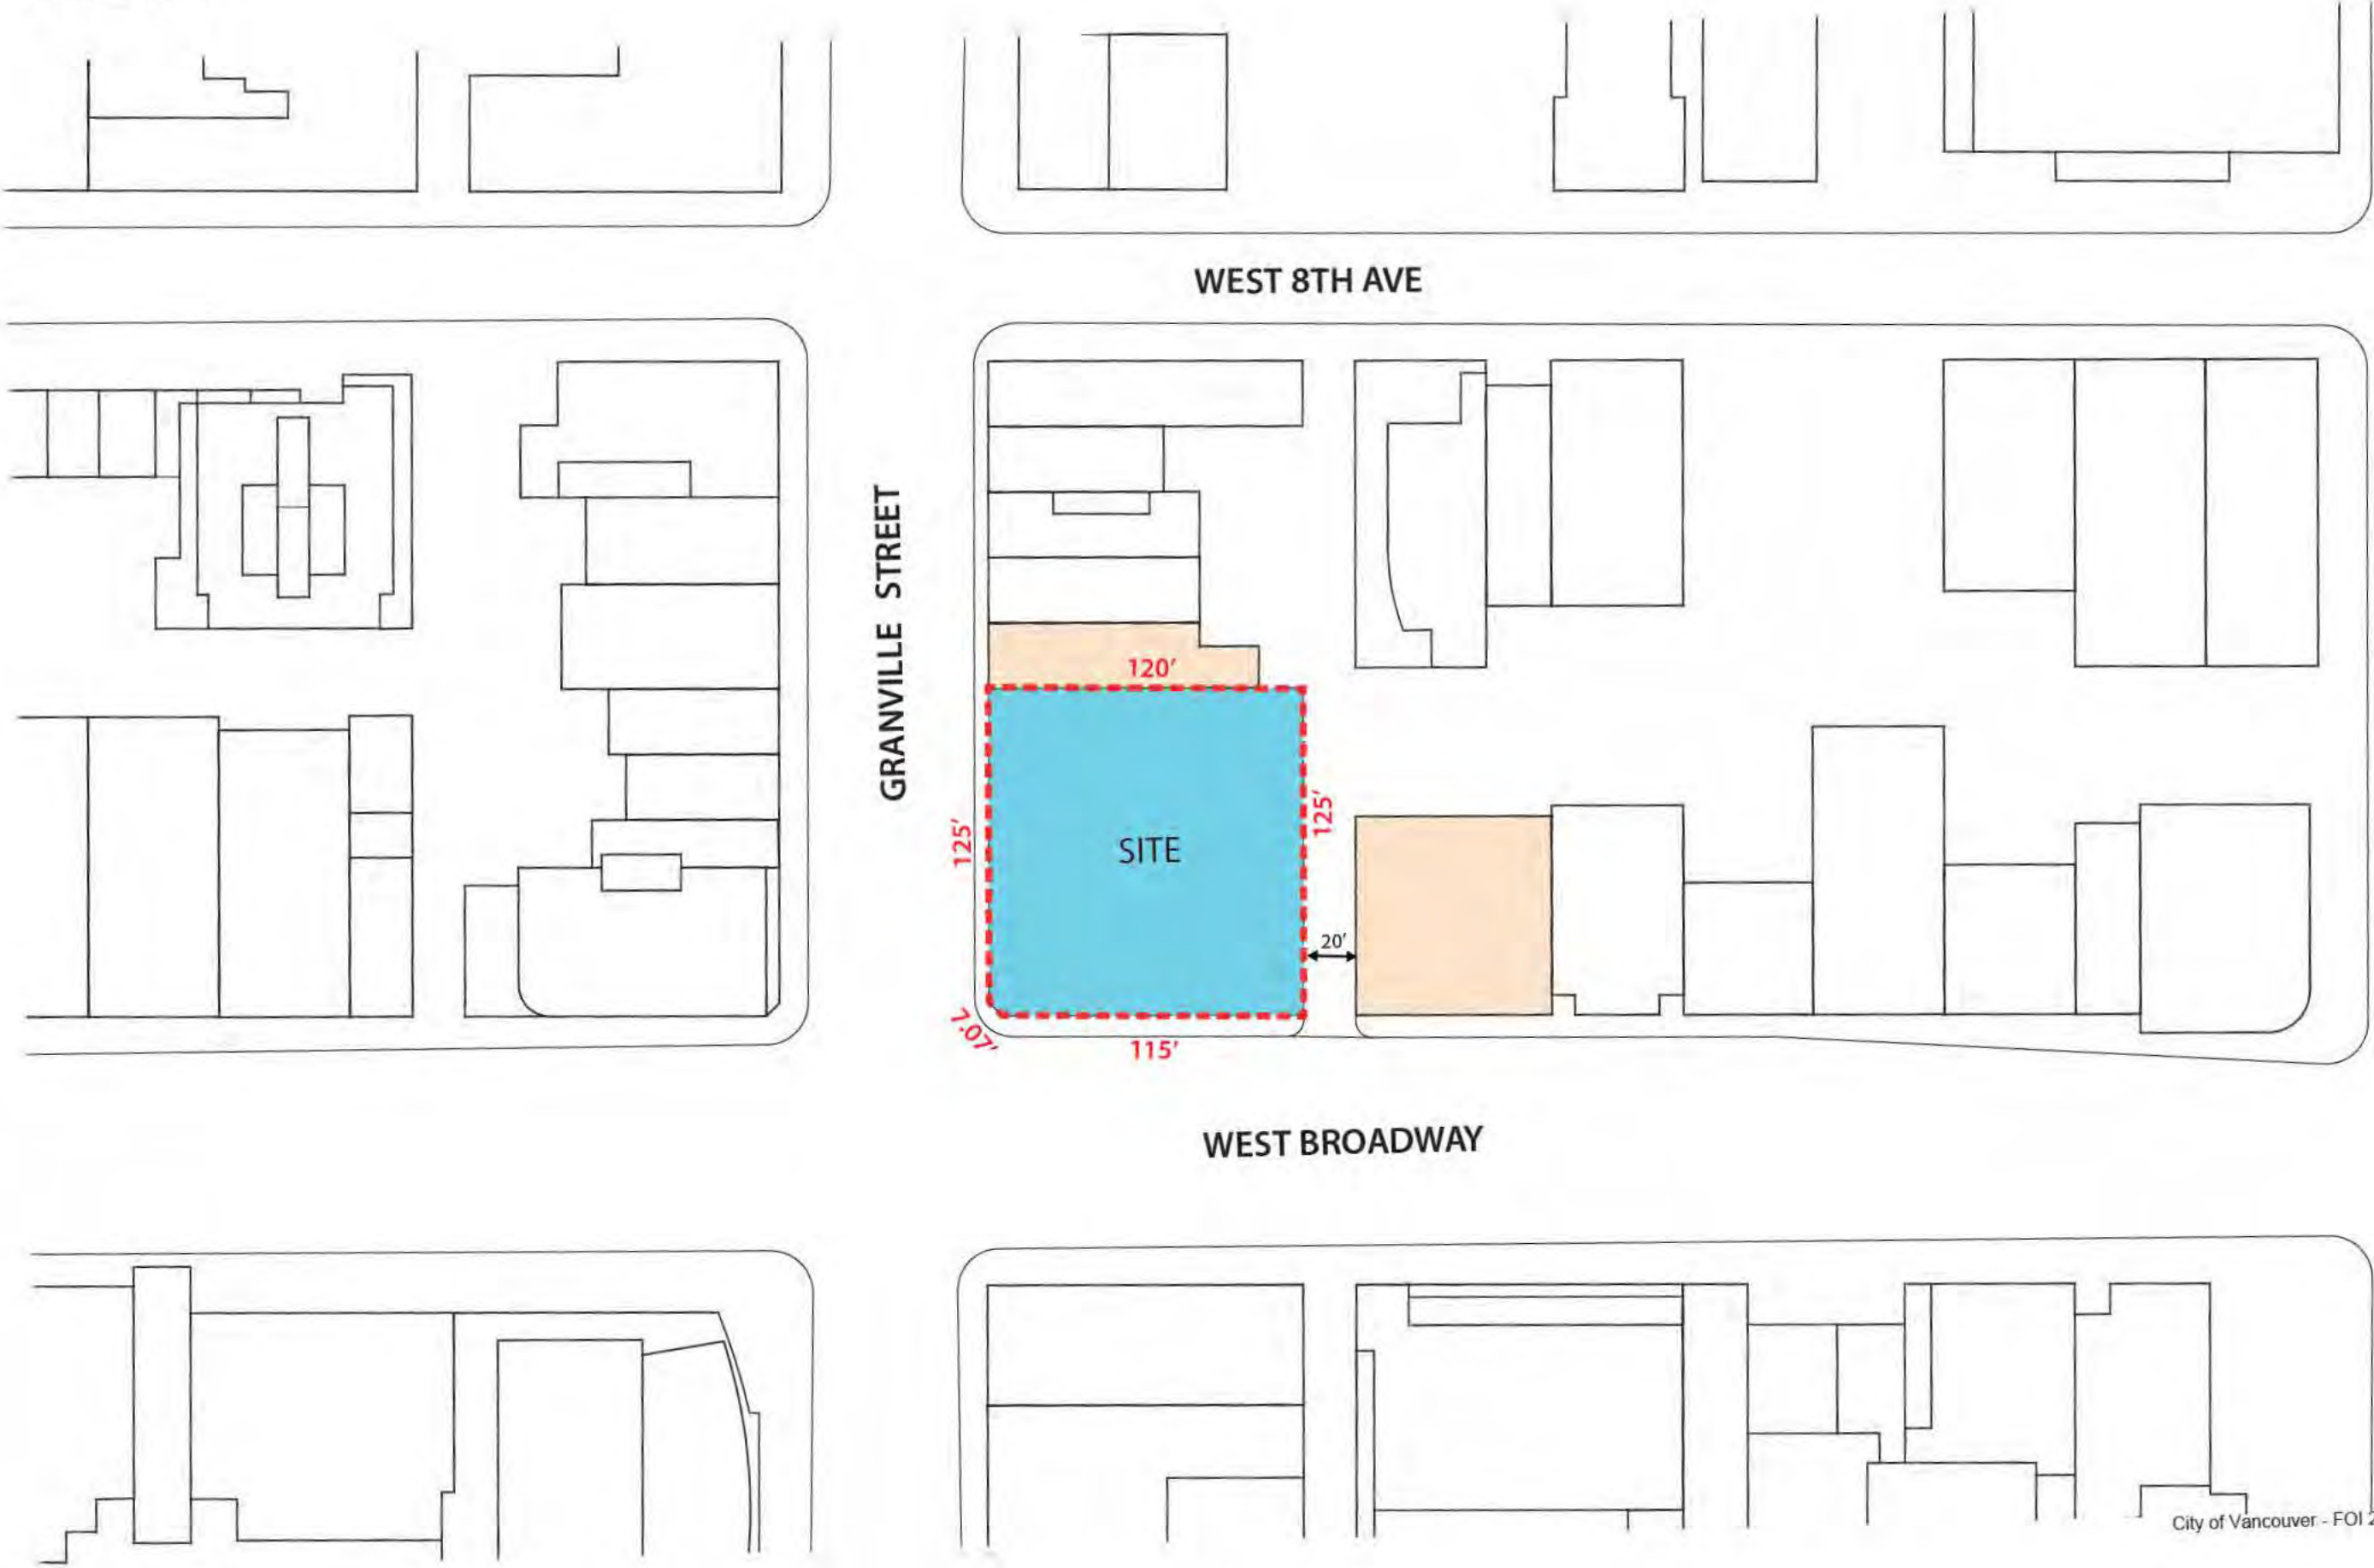 WEST 8TH AVE
GRANVILLE STREET
120'
125'
125'
SITE
20'
7.07'
115'
WEST BROADWAY
City of Vancouver - FOI 2